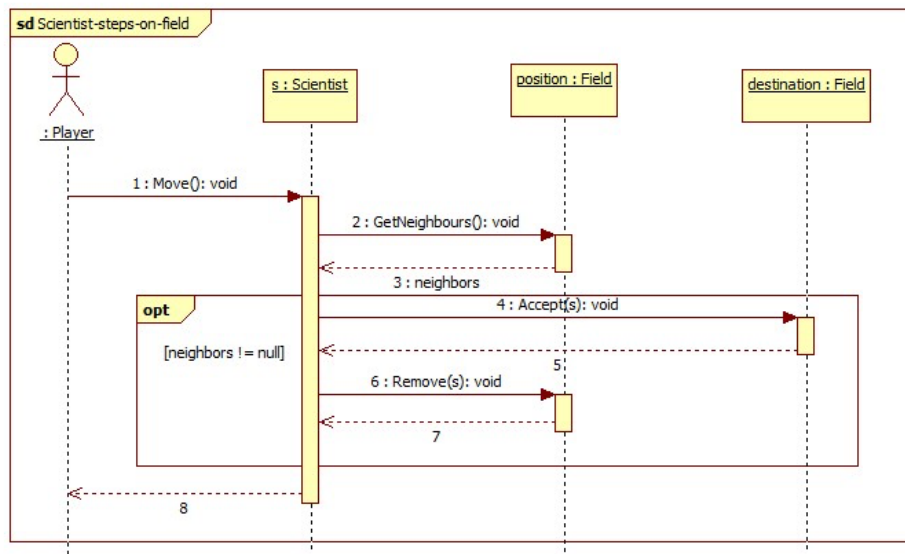 sd Scientist-steps-on-field
: Player
s : Scientist
position : Field
destination : Field
1 : Move(): void
2 : GetNeighbours(): void
3 : neighbors
opt
4 : Accept(s): void
[neighbors != null]
5
6 : Remove(s): void
7
8